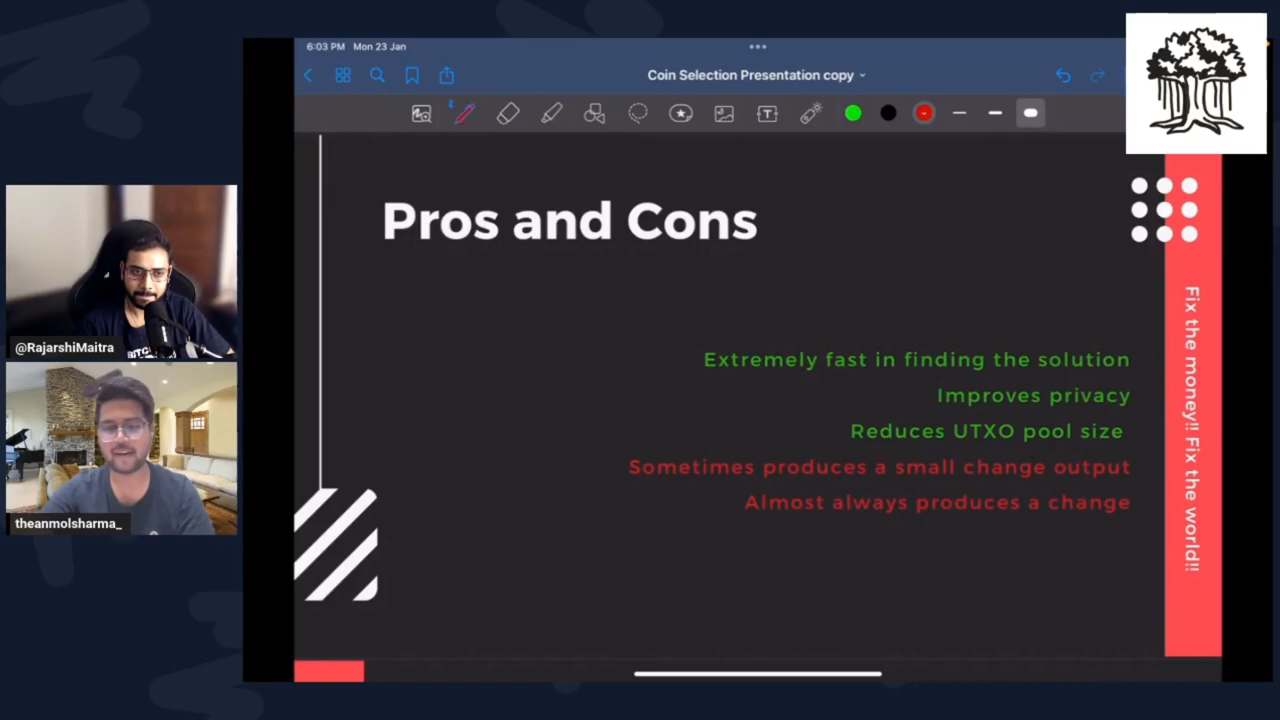 6:03 PM Mon 23 Jan
Coin Selection Presentation copy
T
Pros and Cons
Extremely fast in finding the solution
Improves privacy
Reduces UTXO pool size
Sometimes produces a small change output
Almost always produces a change
Fix the money!! Fix the world!!
@RajarshiMaitra
theanmolsharma_